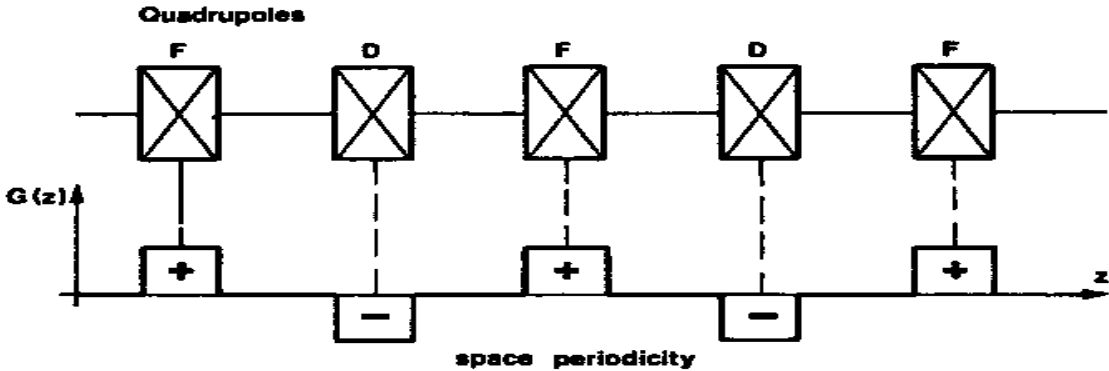 Quadrupoles
F D F D F
G(z)
+ + +
z
− −
space periodicity